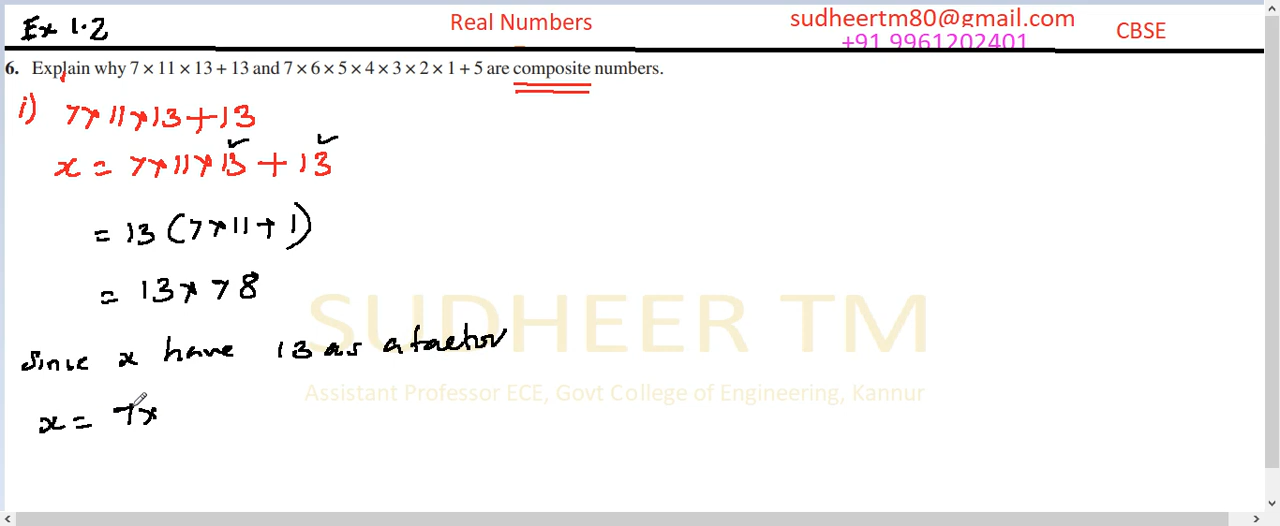 Ex 1.2
Real Numbers
sudheertm80@gmail.com
+91 9961202401
CBSE
6. Explain why 7 × 11 × 13 + 13 and 7 × 6 × 5 × 4 × 3 × 2 × 1 + 5 are composite numbers.
i) 7×11×13+13
x = 7×11×13 + 13
= 13 (7×11+1)
= 13×78
SUDHEER TM
since x have 13 as a factor
Assistant Professor ECE, Govt College of Engineering, Kannur
x = 7×